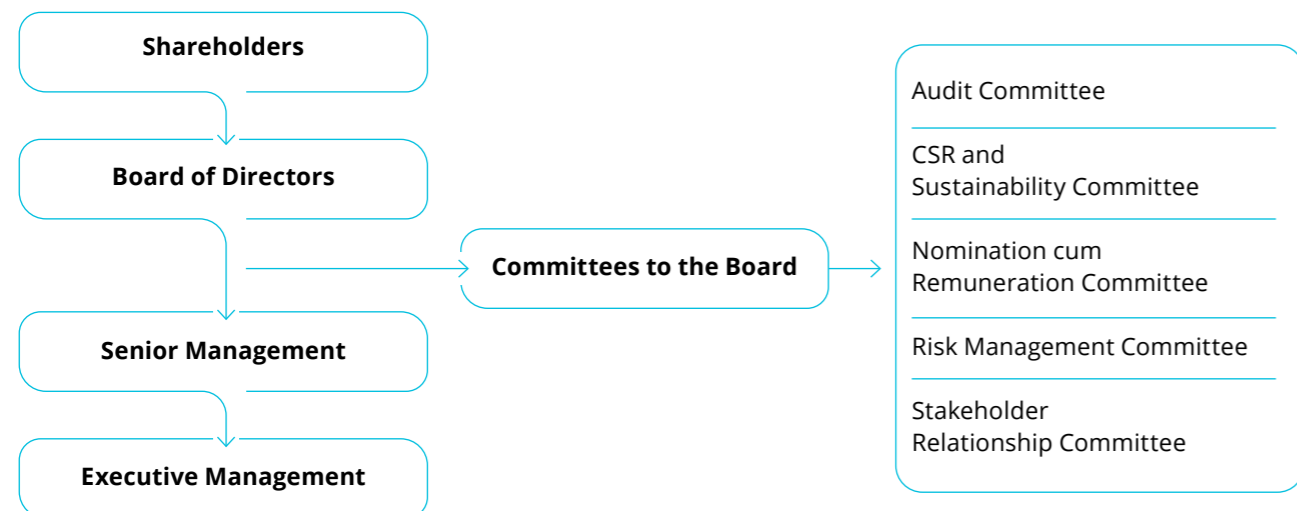 Shareholders
Board of Directors
Senior Management
Executive Management
Committees to the Board
Audit Committee
CSR and
Sustainability Committee
Nomination cum
Remuneration Committee
Risk Management Committee
Stakeholder
Relationship Committee